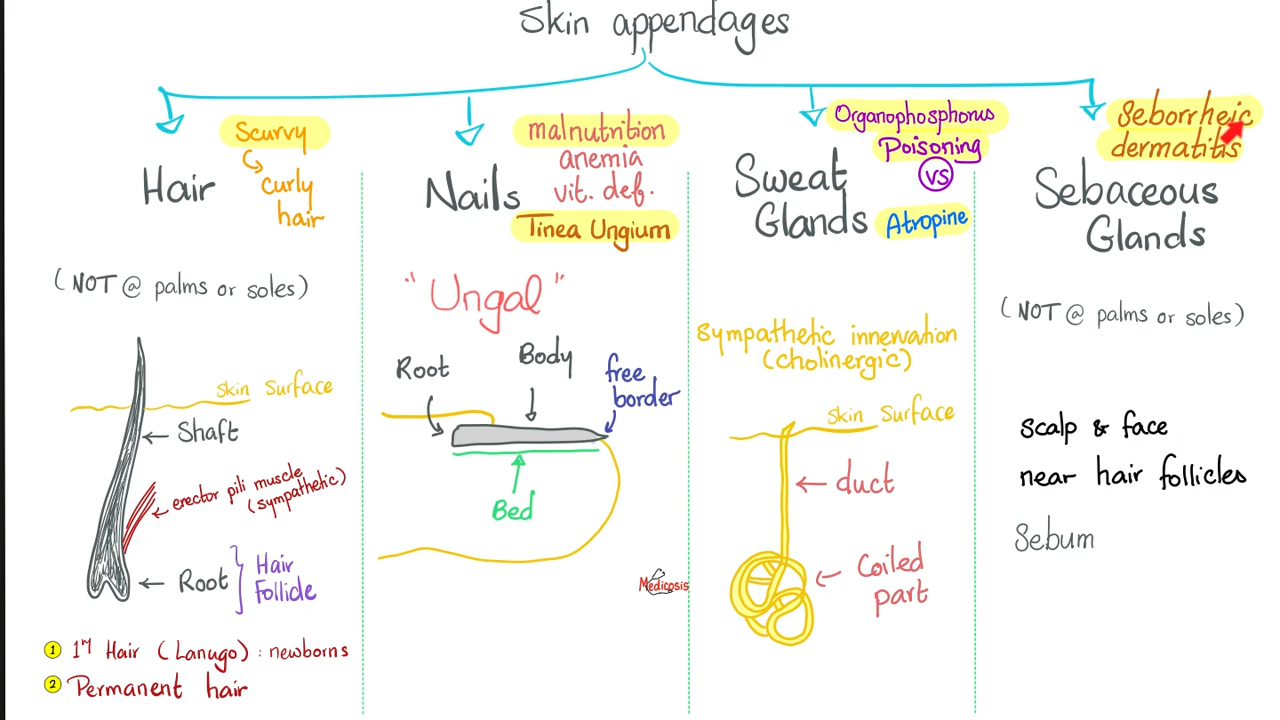 Skin appendages
Scurvy
curly
hair
Hair
(NOT @ palms or soles)
Skin Surface
Shaft
erector pili muscle
(sympathetic)
Root
Hair
Follicle
1 1ry Hair (Lanugo) : newborns
2 Permanent hair
malnutrition
anemia
vit. def.
Nails
Tinea Ungium
"Ungal"
Root
Body
free
border
Bed
Medicosis
Organophosphorus
Poisoning
vs
Atropine
Sweat
Glands
Sympathetic innervation
(cholinergic)
Skin Surface
duct
Coiled
part
Seborrheic
dermatitis
Sebaceous
Glands
(NOT @ palms or soles)
Scalp & face
near hair follicles
Sebum